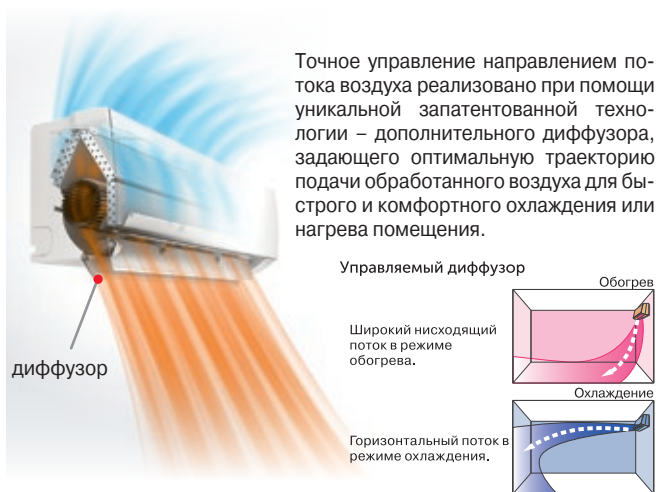 Точное управление направлением по-
тока воздуха реализовано при помощи
уникальной запатентованной техно-
логии – дополнительного диффузора,
задающего оптимальную траекторию
подачи обработанного воздуха для бы-
строго и комфортного охлаждения или
нагрева помещения.
Управляемый диффузор
Обогрев
Широкий нисходящий
поток в режиме
обогрева.
диффузор
Охлаждение
Горизонтальный поток в
режиме охлаждения.